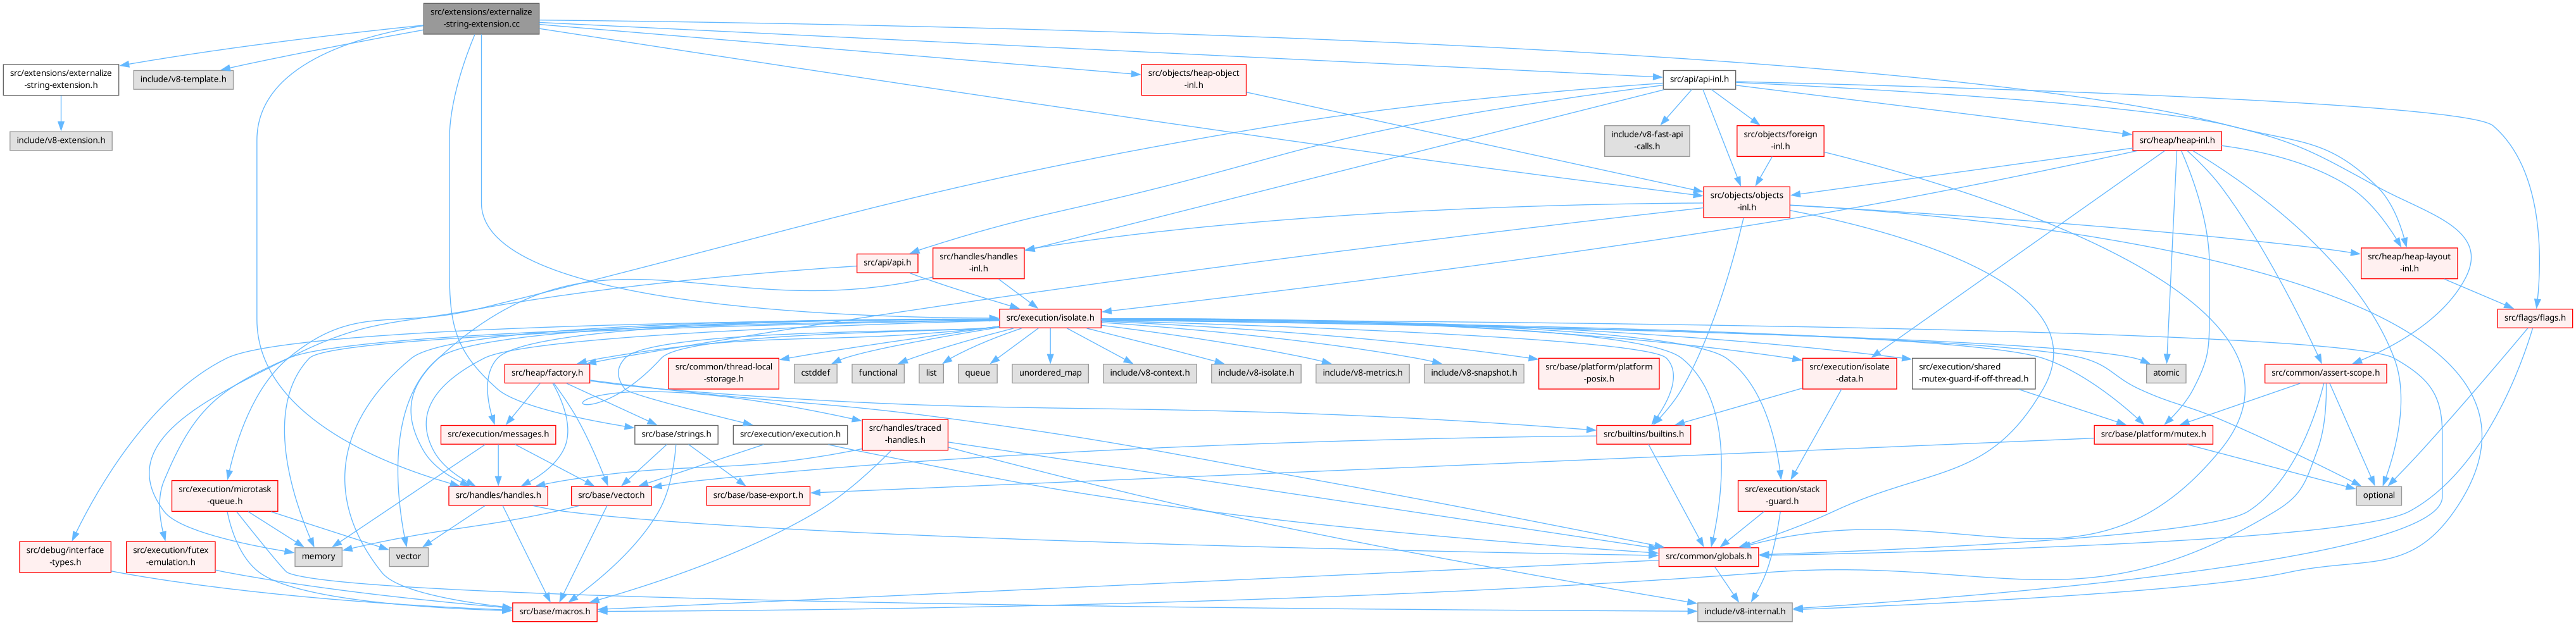 src/extensions/externalize
-string-extension.cc
src/extensions/externalize
-string-extension.h
include/v8-template.h
src/objects/heap-object
-inl.h
src/api/api-inl.h
include/v8-extension.h
include/v8-fast-api
-calls.h
src/objects/foreign
-inl.h
src/heap/heap-inl.h
src/objects/objects
-inl.h
src/api/api.h
src/handles/handles
-inl.h
src/heap/heap-layout
-inl.h
src/execution/isolate.h
src/flags/flags.h
src/heap/factory.h
src/common/thread-local
-storage.h
cstddef
functional
list
queue
unordered_map
include/v8-context.h
include/v8-isolate.h
include/v8-metrics.h
include/v8-snapshot.h
src/base/platform/platform
-posix.h
src/execution/isolate
-data.h
src/execution/shared
-mutex-guard-if-off-thread.h
atomic
src/common/assert-scope.h
src/execution/messages.h
src/base/strings.h
src/execution/execution.h
src/handles/traced
-handles.h
src/builtins/builtins.h
src/base/platform/mutex.h
src/execution/microtask
-queue.h
src/handles/handles.h
src/base/vector.h
src/base/base-export.h
src/execution/stack
-guard.h
optional
src/debug/interface
-types.h
src/execution/futex
-emulation.h
memory
vector
src/common/globals.h
src/base/macros.h
include/v8-internal.h